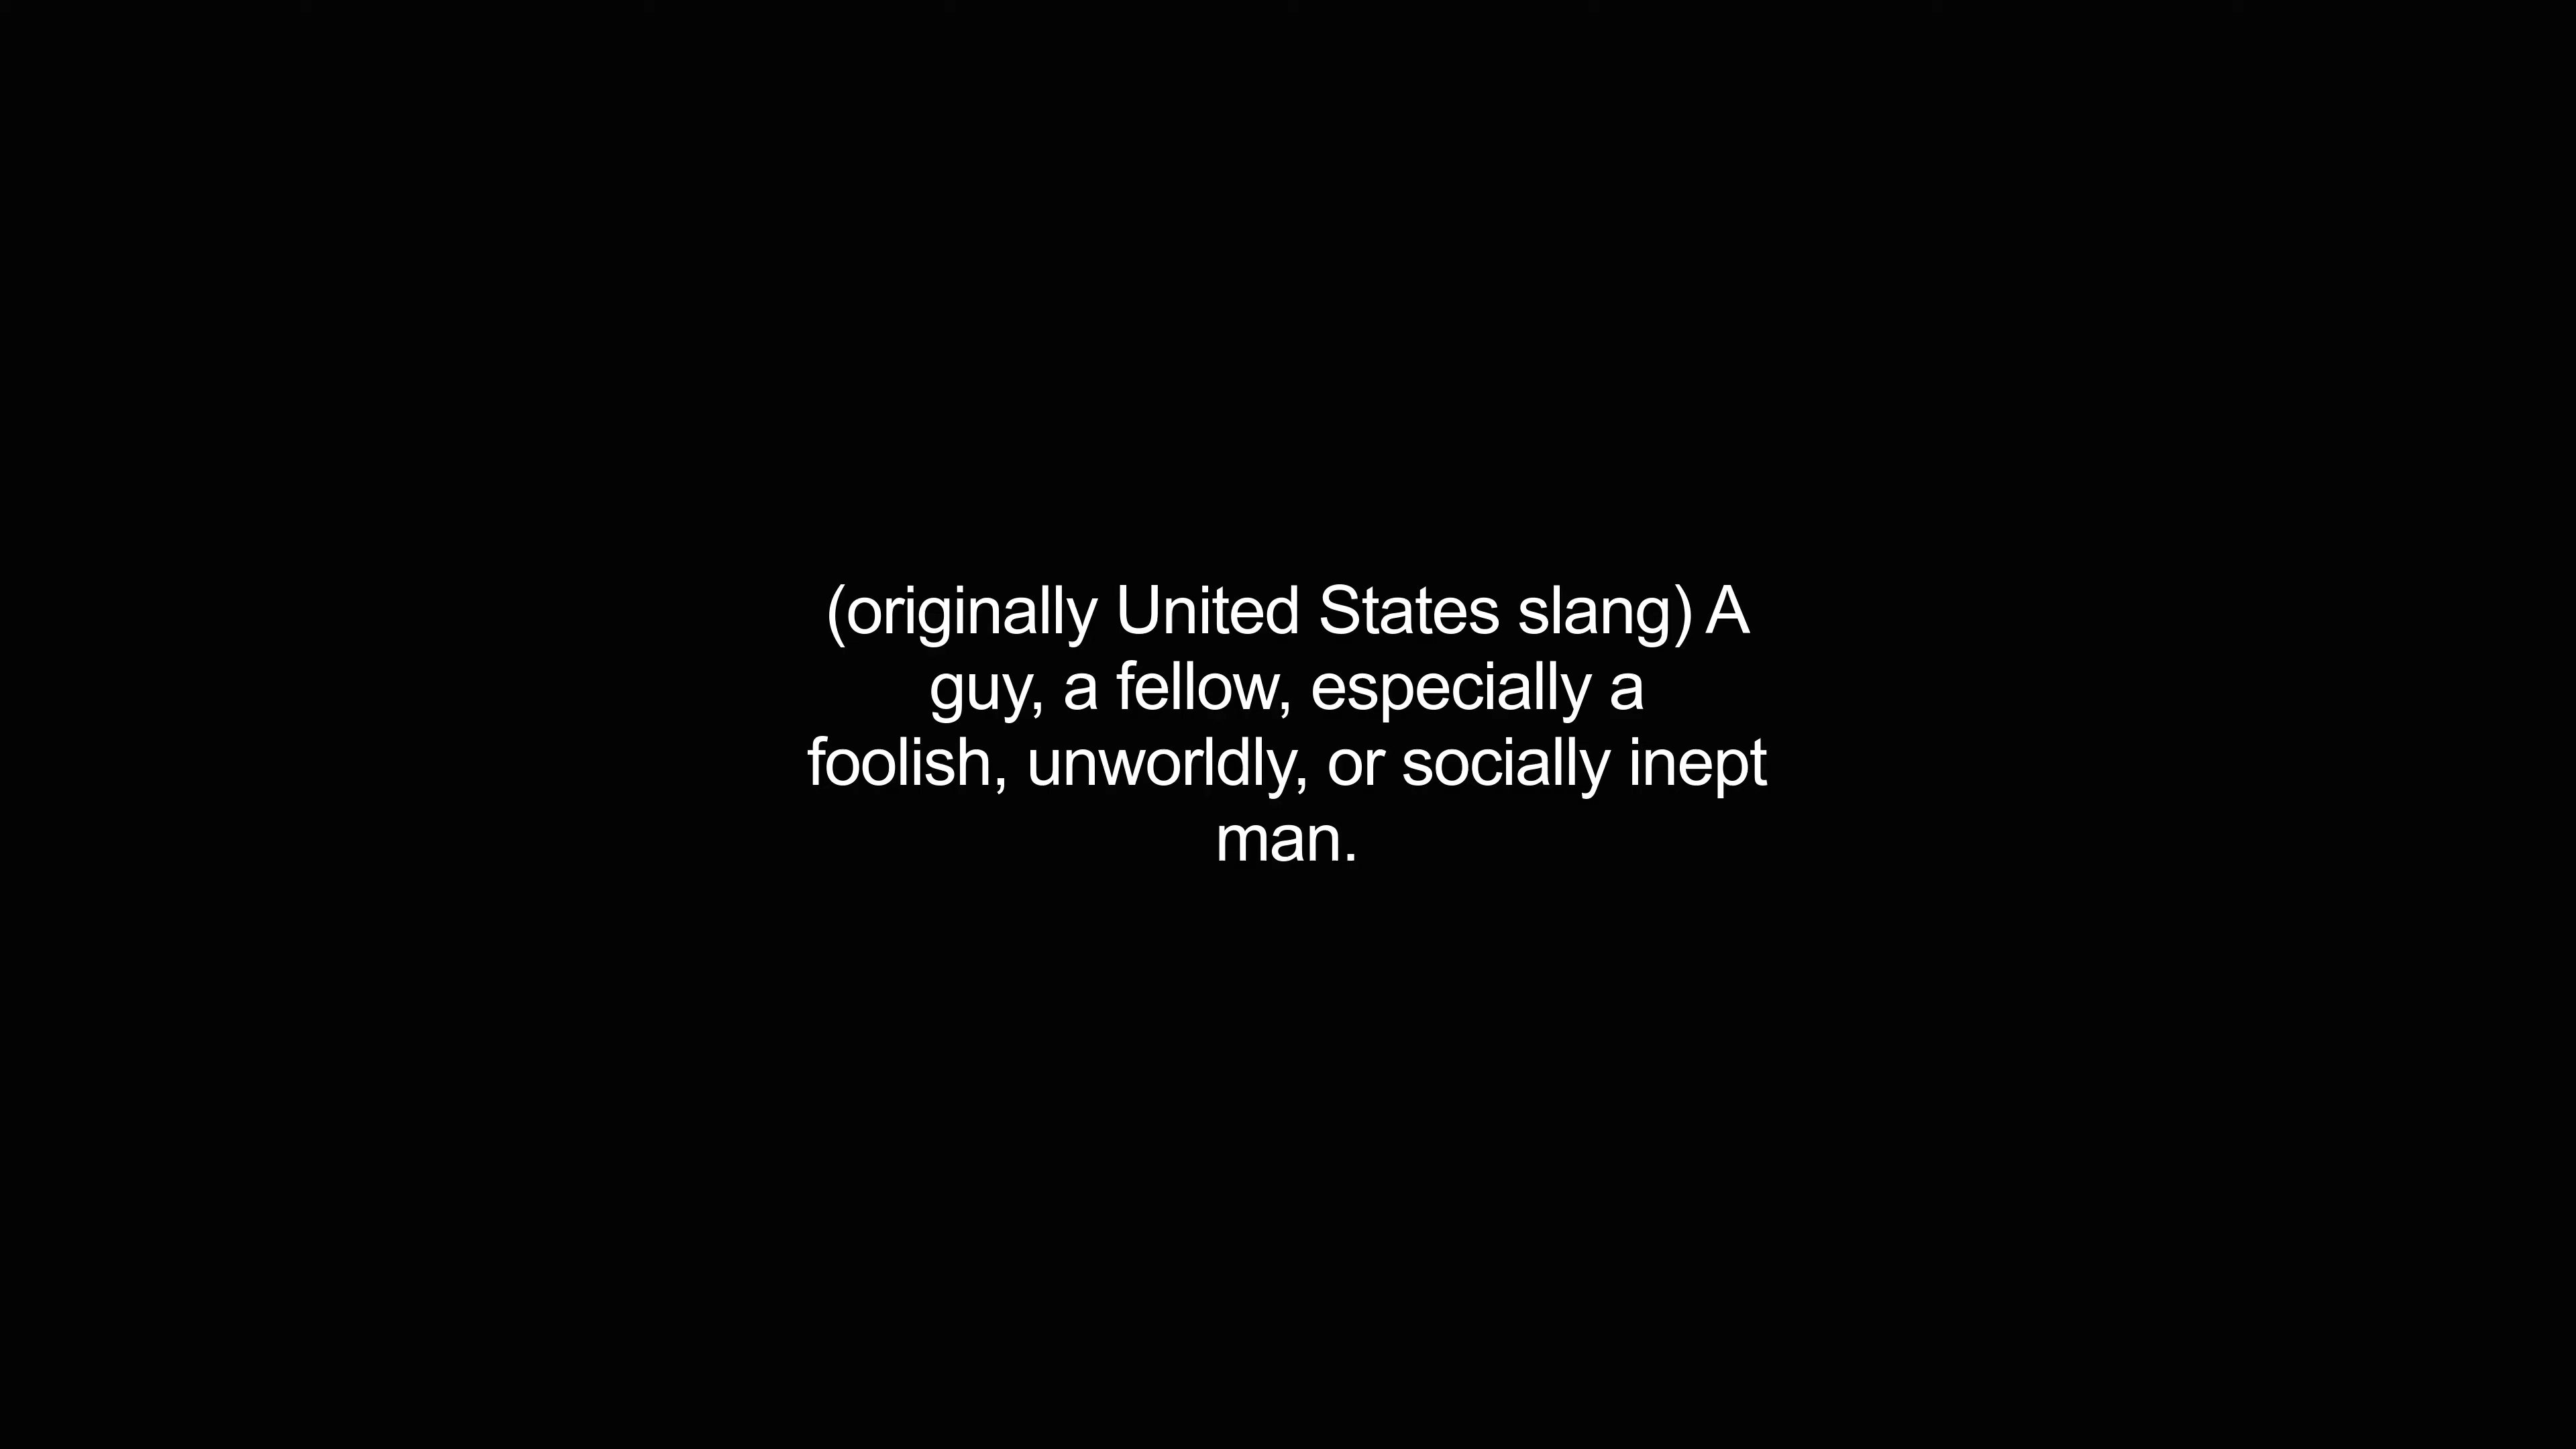 (originally United States slang) A
guy, a fellow, especially a
foolish, unworldly, or socially inept
man.